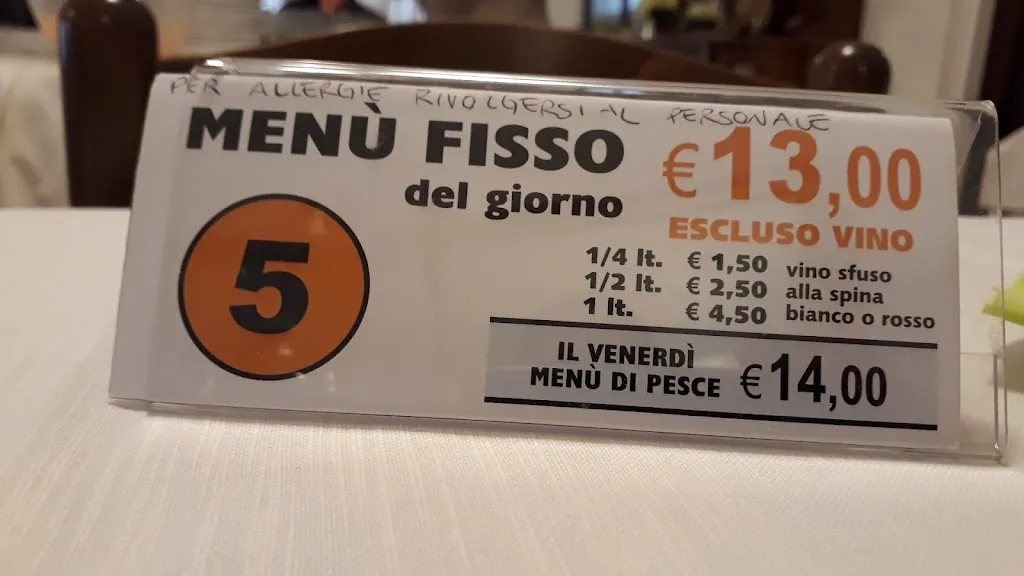 PER ALLERGIE RIVOLGERSI AL PERSONALE
MENÙ FISSO
del giorno
€ 13,00
ESCLUSO VINO
5
1/4 lt. € 1,50
1/2 lt. € 2,50
1 lt. € 4,50
vino sfuso
alla spina
bianco o rosso
IL VENERDÌ
MENÙ DI PESCE € 14,00